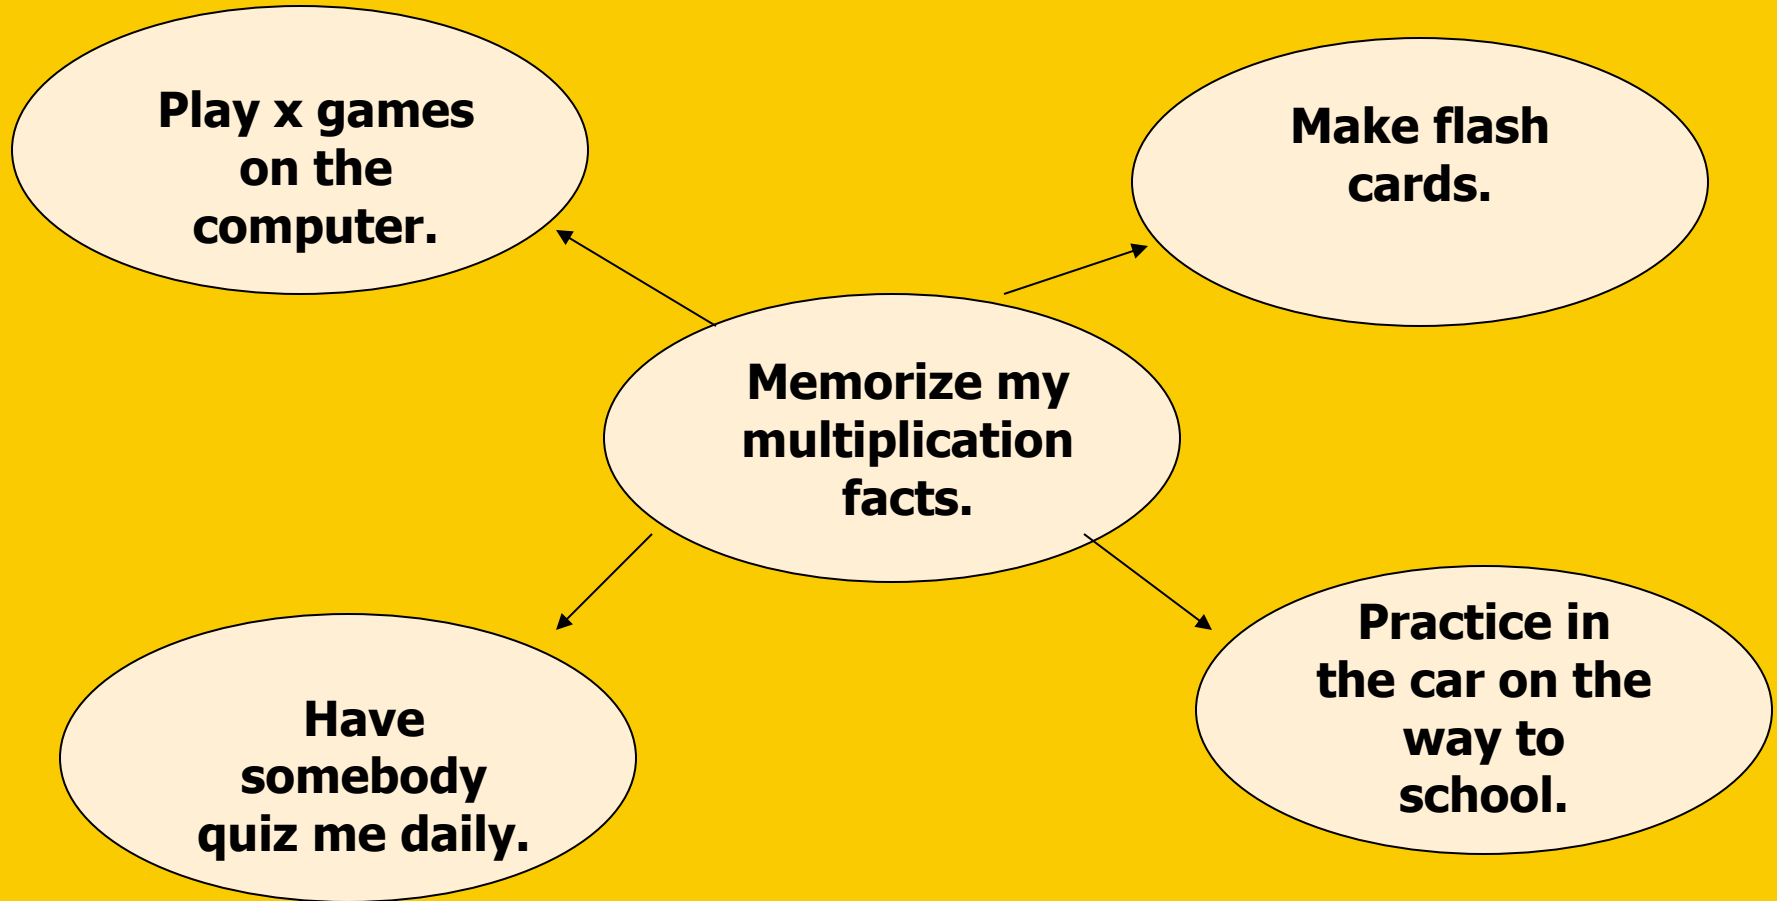 Play x games
on the
computer.
Make flash
cards.
Memorize my
multiplication
facts.
Have
somebody
quiz me daily.
Practice in
the car on the
way to
school.